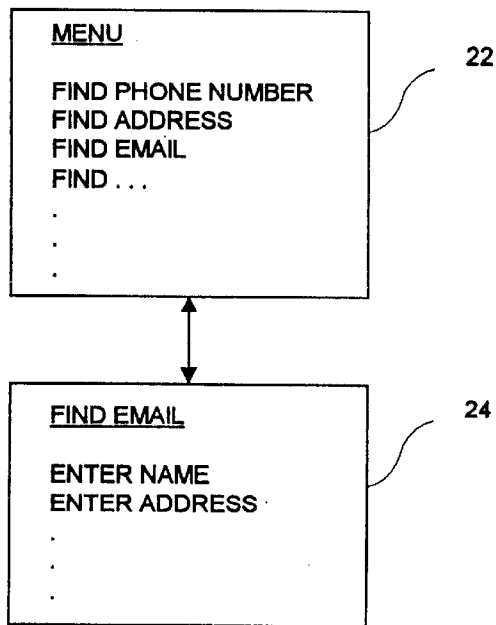 MENU
22
FIND PHONE NUMBER
FIND ADDRESS
FIND EMAIL
FIND . . .
.
.
.
FIND EMAIL
24
ENTER NAME
ENTER ADDRESS
.
.
.